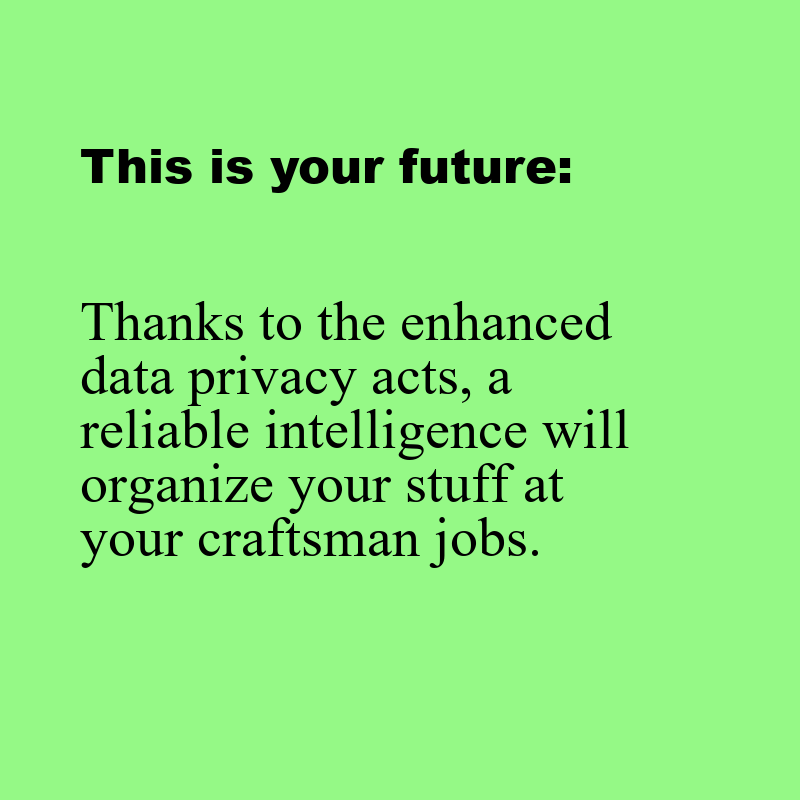 This is your future:
Thanks to the enhanced
data privacy acts, a
reliable intelligence will
organize your stuff at
your craftsman jobs.